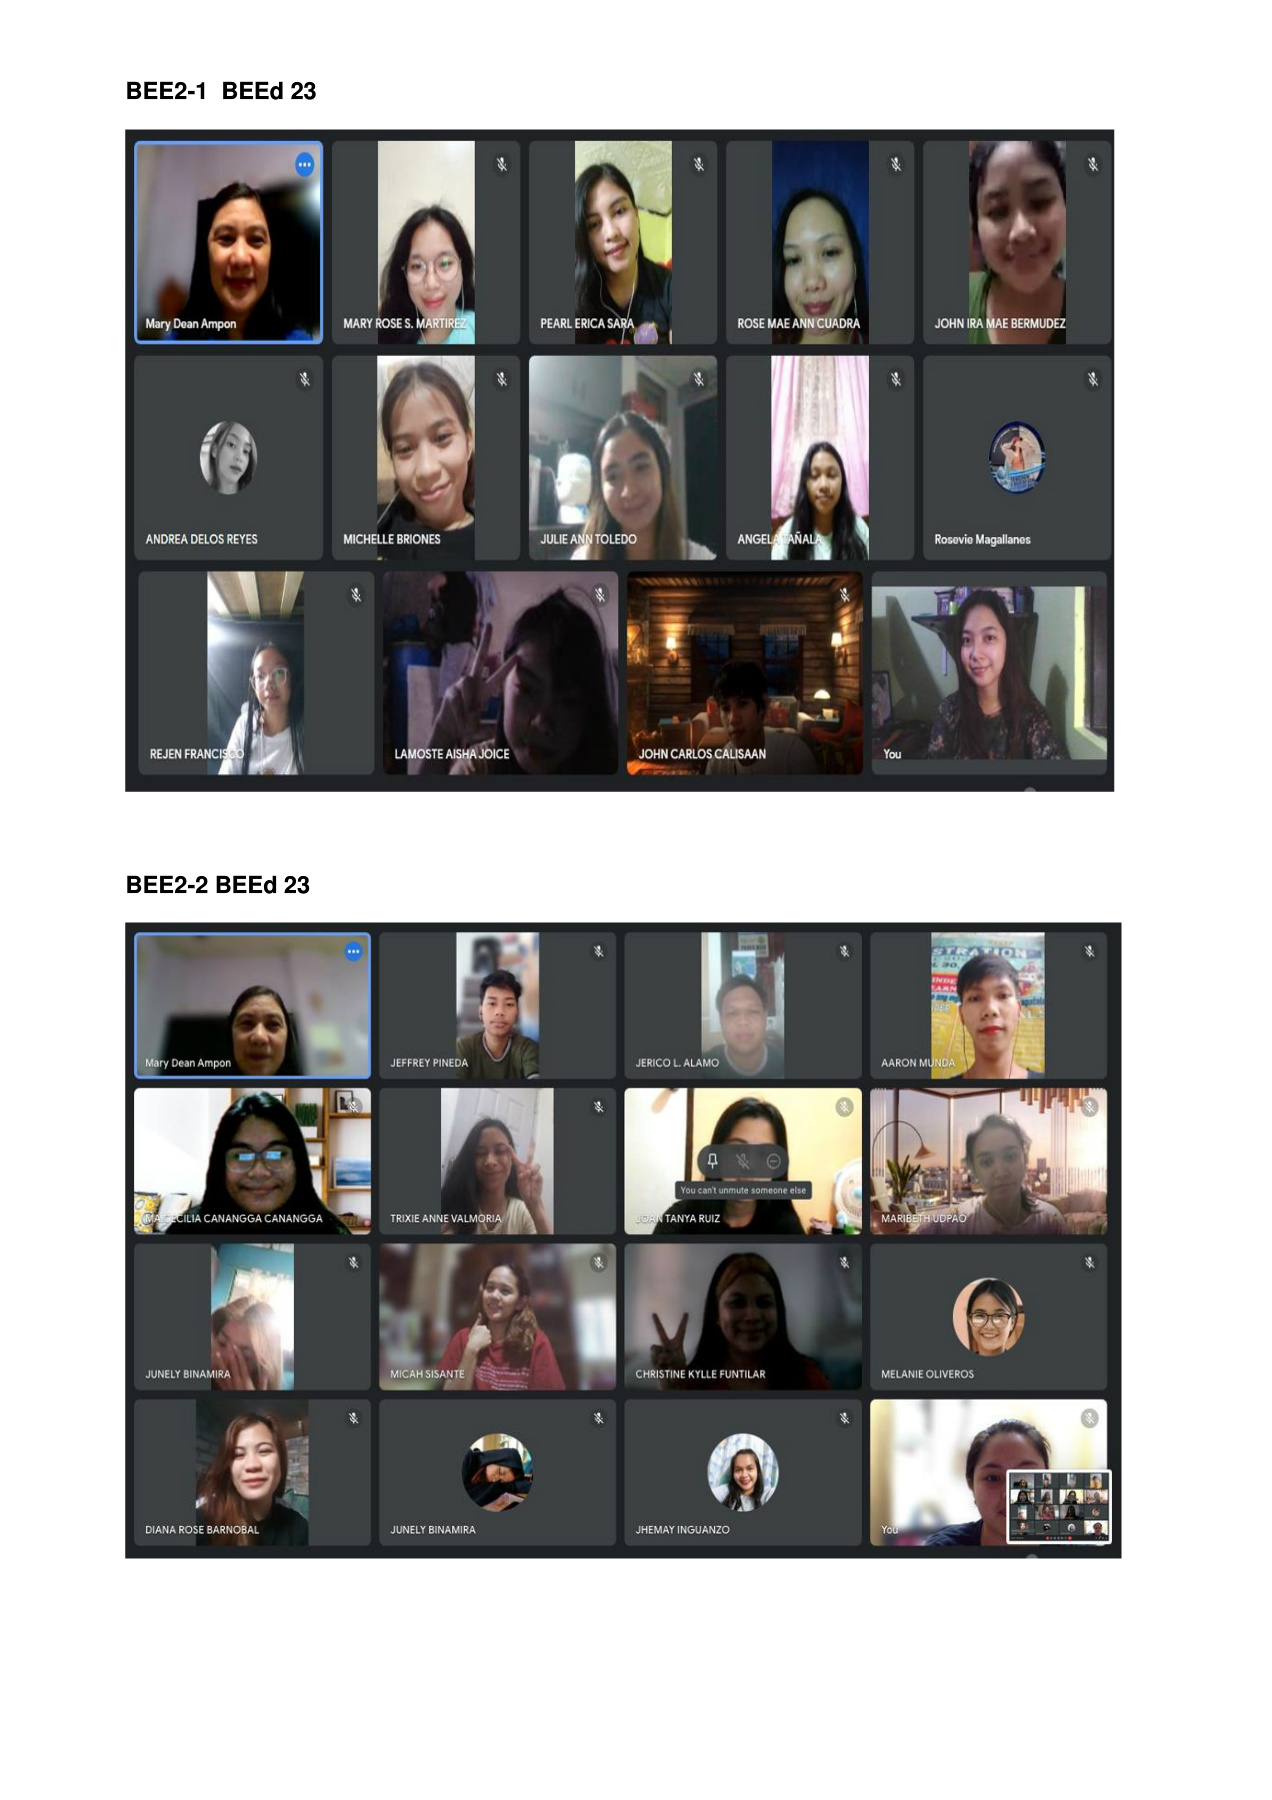 BEE2-1 BEEd 23
Mary Dean Ampon
MARY ROSE S. MARTIREZ
PEARL ERICA SARA
ROSE MAE ANN CUADRA
JOHN IRA MAE BERMUDEZ
ANDREA DELOS REYES
MICHELLE BRIONES
JULIE ANN TOLEDO
ANGELA TAÑALA
Rosevie Magallanes
REJEN FRANCISCO
LAMOSTE AISHA JOICE
JOHN CARLOS CALISAAN
You
BEE2-2 BEEd 23
Mary Dean Ampon
JEFFREY PINEDA
JERICO L. ALAMO
STRATION
AARON MUNDA
MA. CECILIA CANANGGA CANANGGA
TRIXIE ANNE VALMORIA
You can't unmute someone else
JOAN TANYA RUIZ
MARIBETH UDPAO
JUNELY BINAMIRA
MICAH SISANTE
CHRISTINE KYLLE FUNTILAR
MELANIE OLIVEROS
DIANA ROSE BARNOBAL
JUNELY BINAMIRA
JHEMAY INGUANZO
You